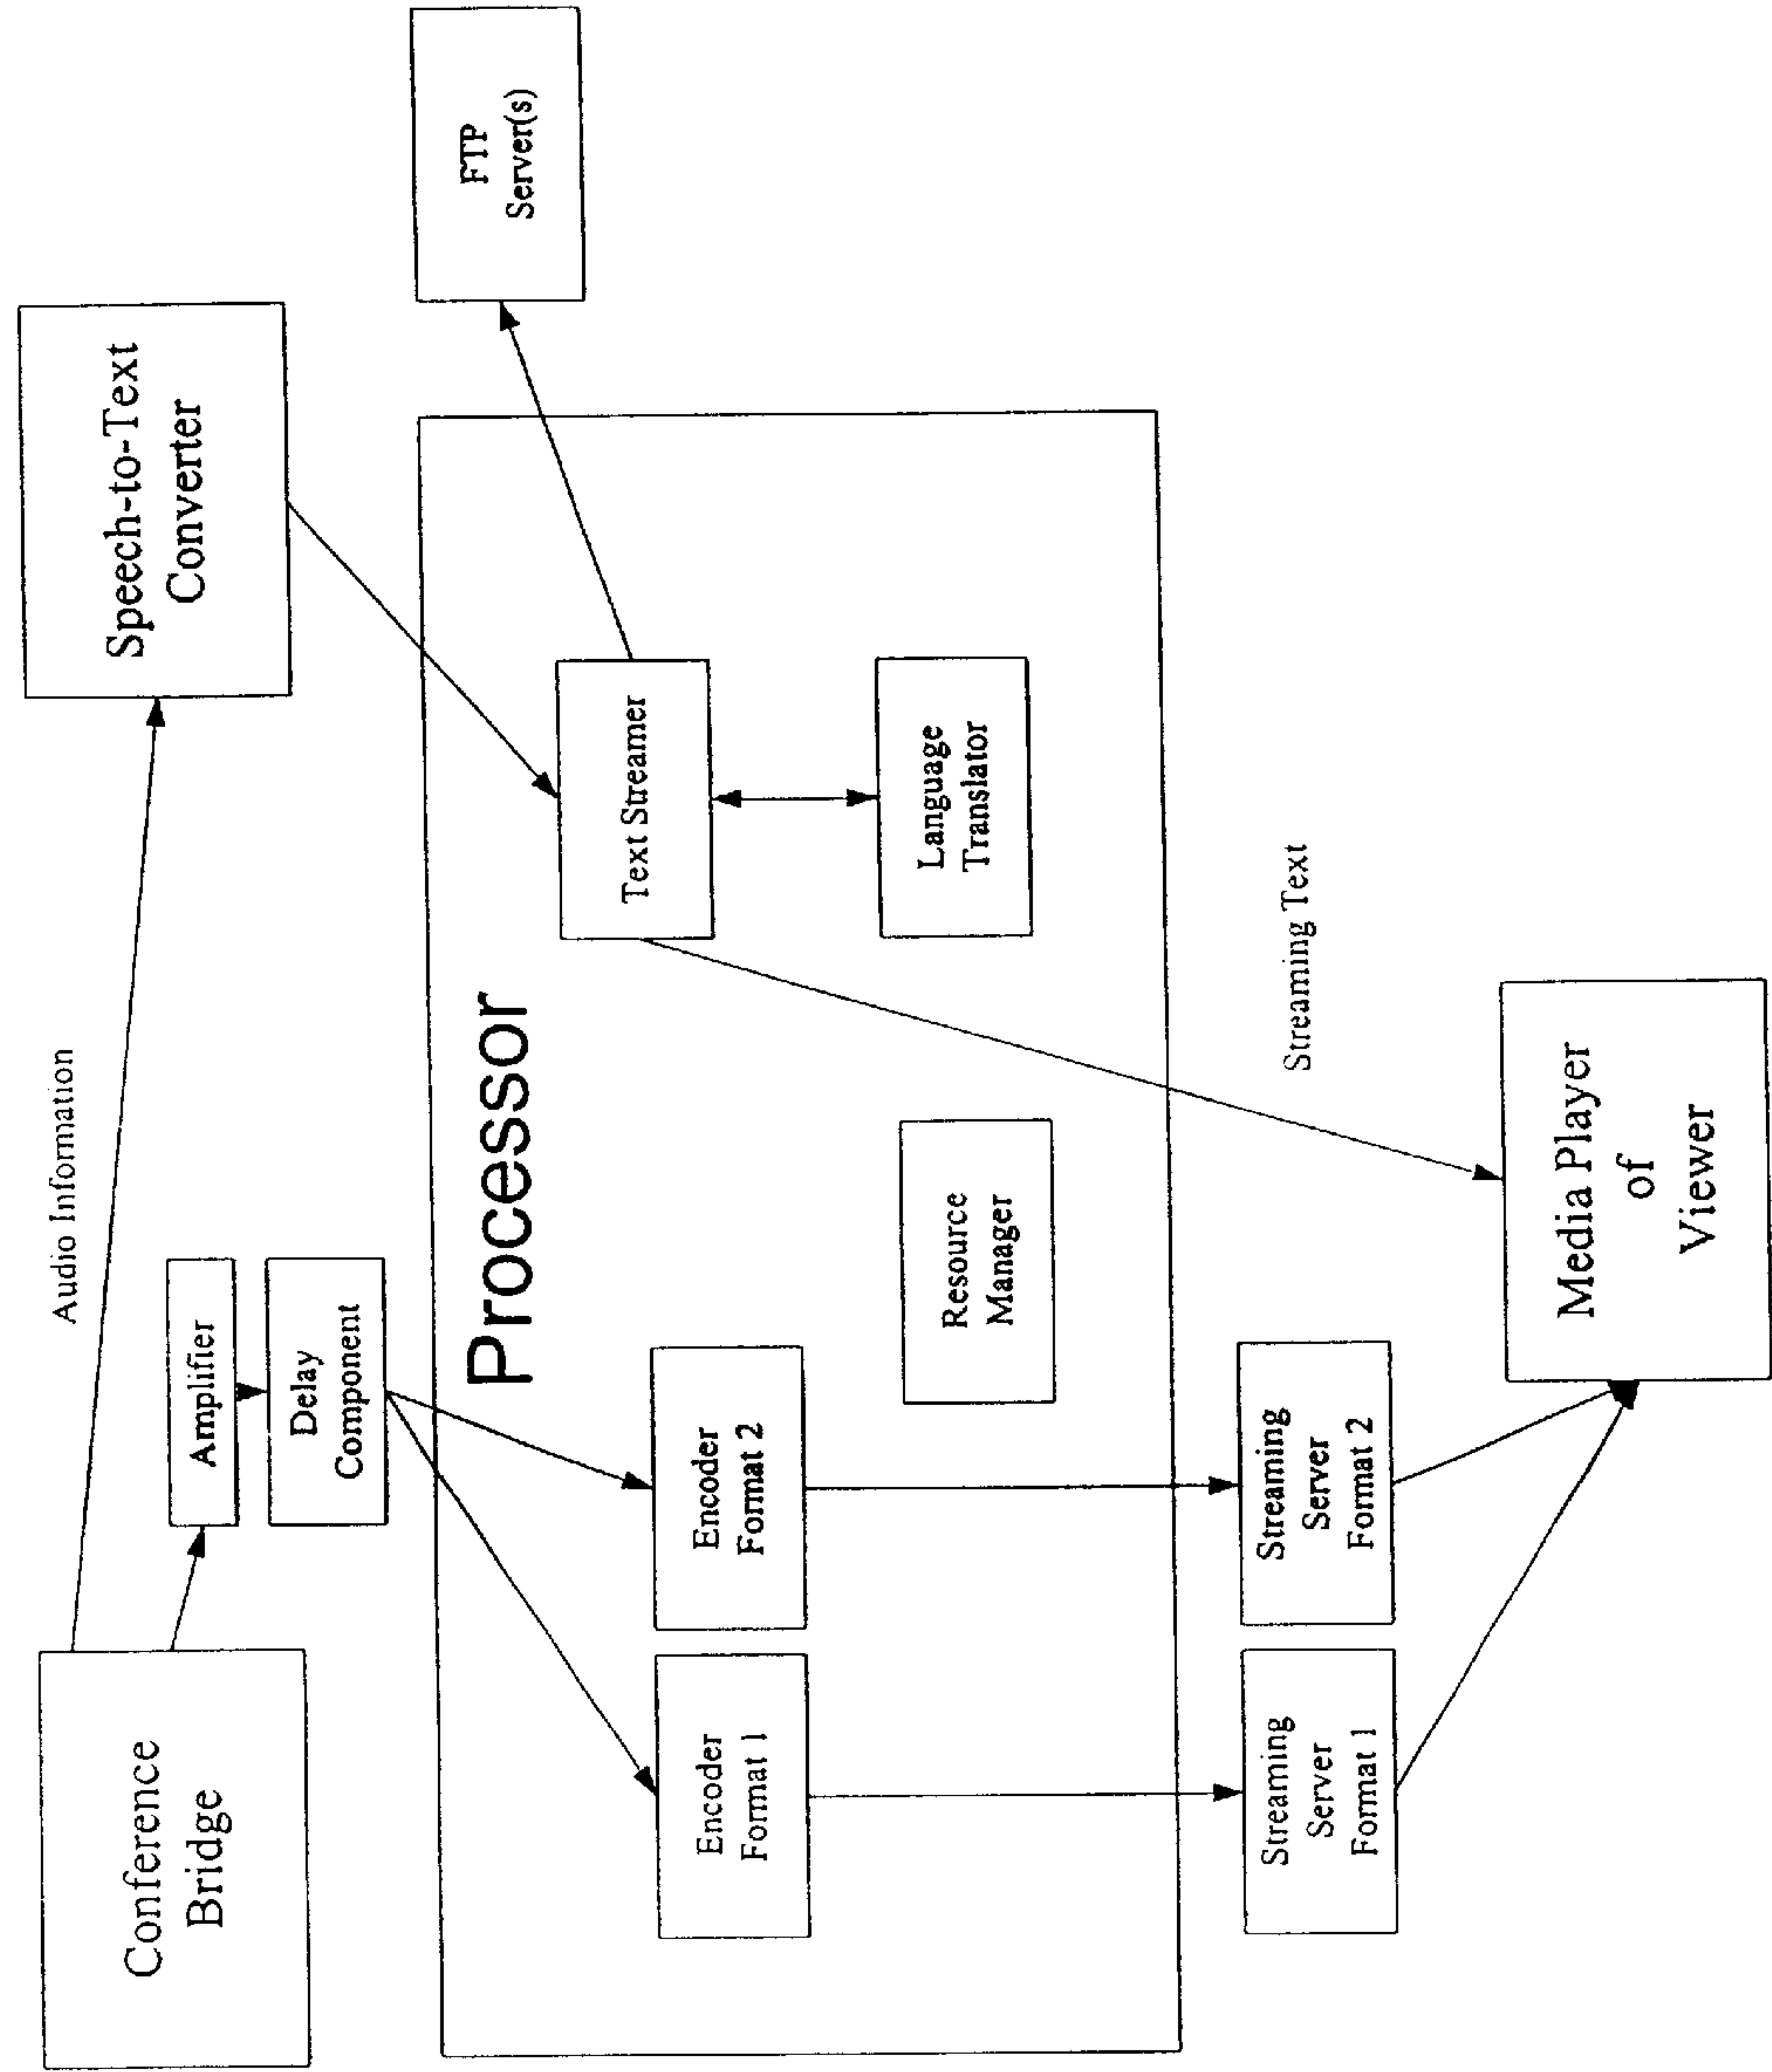 Conference
Bridge
Audio Information
Speech-to-Text
Converter
Amplifier
Delay
Component
FTP
Server(s)
Processor
Encoder
Format 1
Encoder
Format 2
Text Streamer
Resource
Manager
Language
Translator
Streaming
Server
Format 1
Streaming
Server
Format 2
Streaming Text
Media Player
of
Viewer